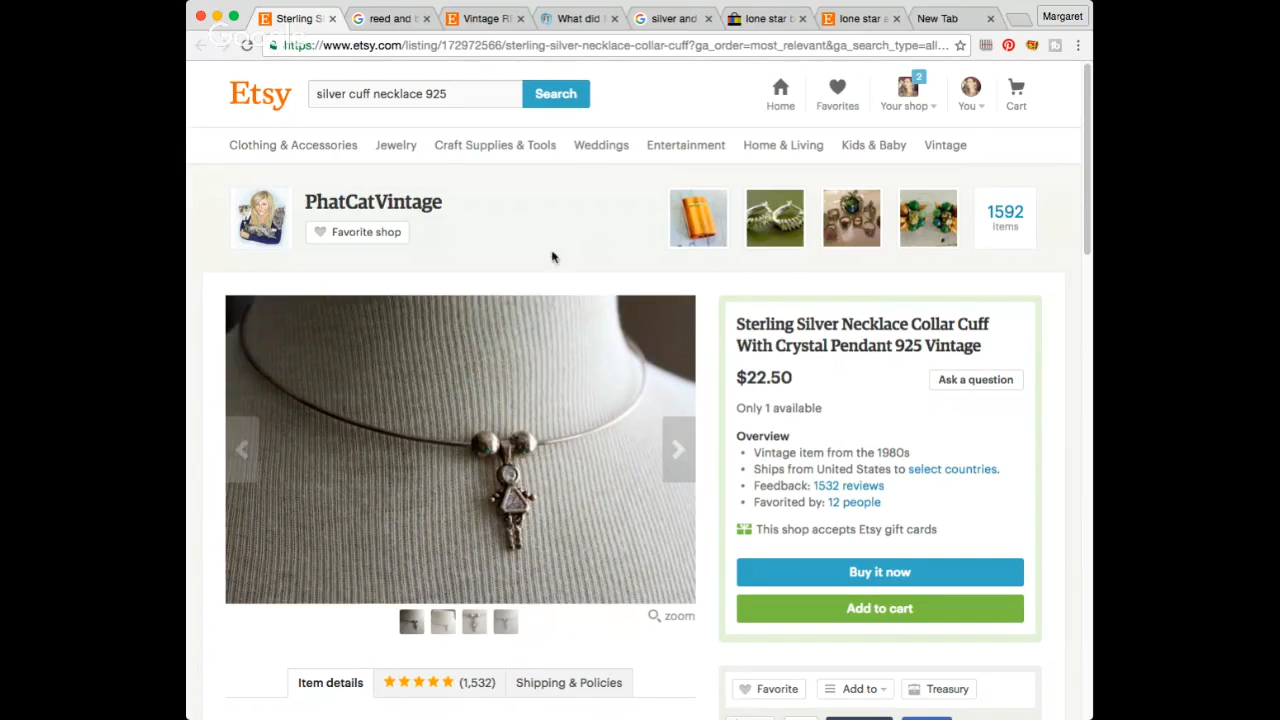 Sterling Si
reed and b
Vintage RE
What did
silver and
lone star b
lone star a
New Tab
Margaret
https://www.etsy.com/listing/172972566/sterling-silver-necklace-collar-cuff?ga_order=most_relevant&ga_search_type=all...
Etsy
silver cuff necklace 925
Search
2
Home
Favorites
Your shop
You
Cart
Clothing & Accessories
Jewelry
Craft Supplies & Tools
Weddings
Entertainment
Home & Living
Kids & Baby
Vintage
PhatCatVintage
Favorite shop
1592
items
Sterling Silver Necklace Collar Cuff
With Crystal Pendant 925 Vintage
$22.50
Ask a question
Only 1 available
Overview
• Vintage item from the 1980s
• Ships from United States to select countries.
• Feedback: 1532 reviews
• Favorited by: 12 people
This shop accepts Etsy gift cards
Buy it now
Add to cart
zoom
Item details
(1,532)
Shipping & Policies
Favorite
Add to
Treasury